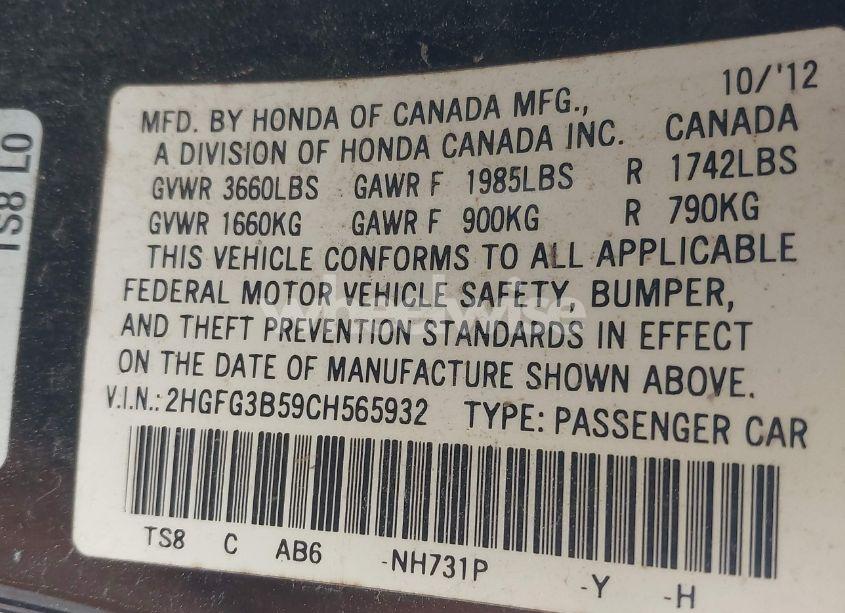 10/'12
MFD. BY HONDA OF CANADA MFG.,
A DIVISION OF HONDA CANADA INC. CANADA
GVWR 3660LBS GAWR F 1985LBS R 1742LBS
GVWR 1660KG GAWR F 900KG R 790KG
THIS VEHICLE CONFORMS TO ALL APPLICABLE
FEDERAL MOTOR VEHICLE SAFETY, BUMPER,
AND THEFT PREVENTION STANDARDS IN EFFECT
ON THE DATE OF MANUFACTURE SHOWN ABOVE.
V.I.N.: 2HGFG3B59CH565932 TYPE: PASSENGER CAR
TS8 C AB6 -NH731P -Y -H
TS8 LO
wheelwise